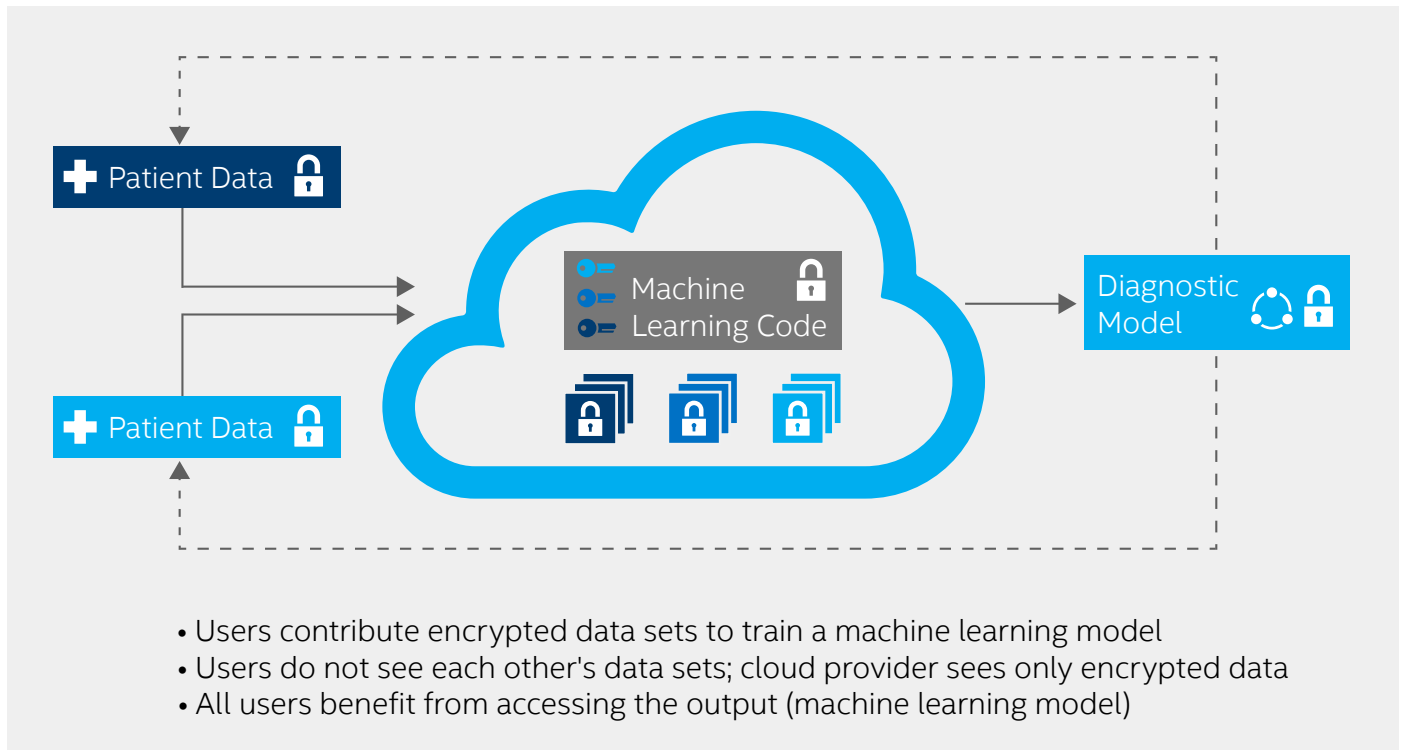 Patient Data
Machine
Learning Code
Diagnostic
Model
Patient Data
• Users contribute encrypted data sets to train a machine learning model
• Users do not see each other's data sets; cloud provider sees only encrypted data
• All users benefit from accessing the output (machine learning model)